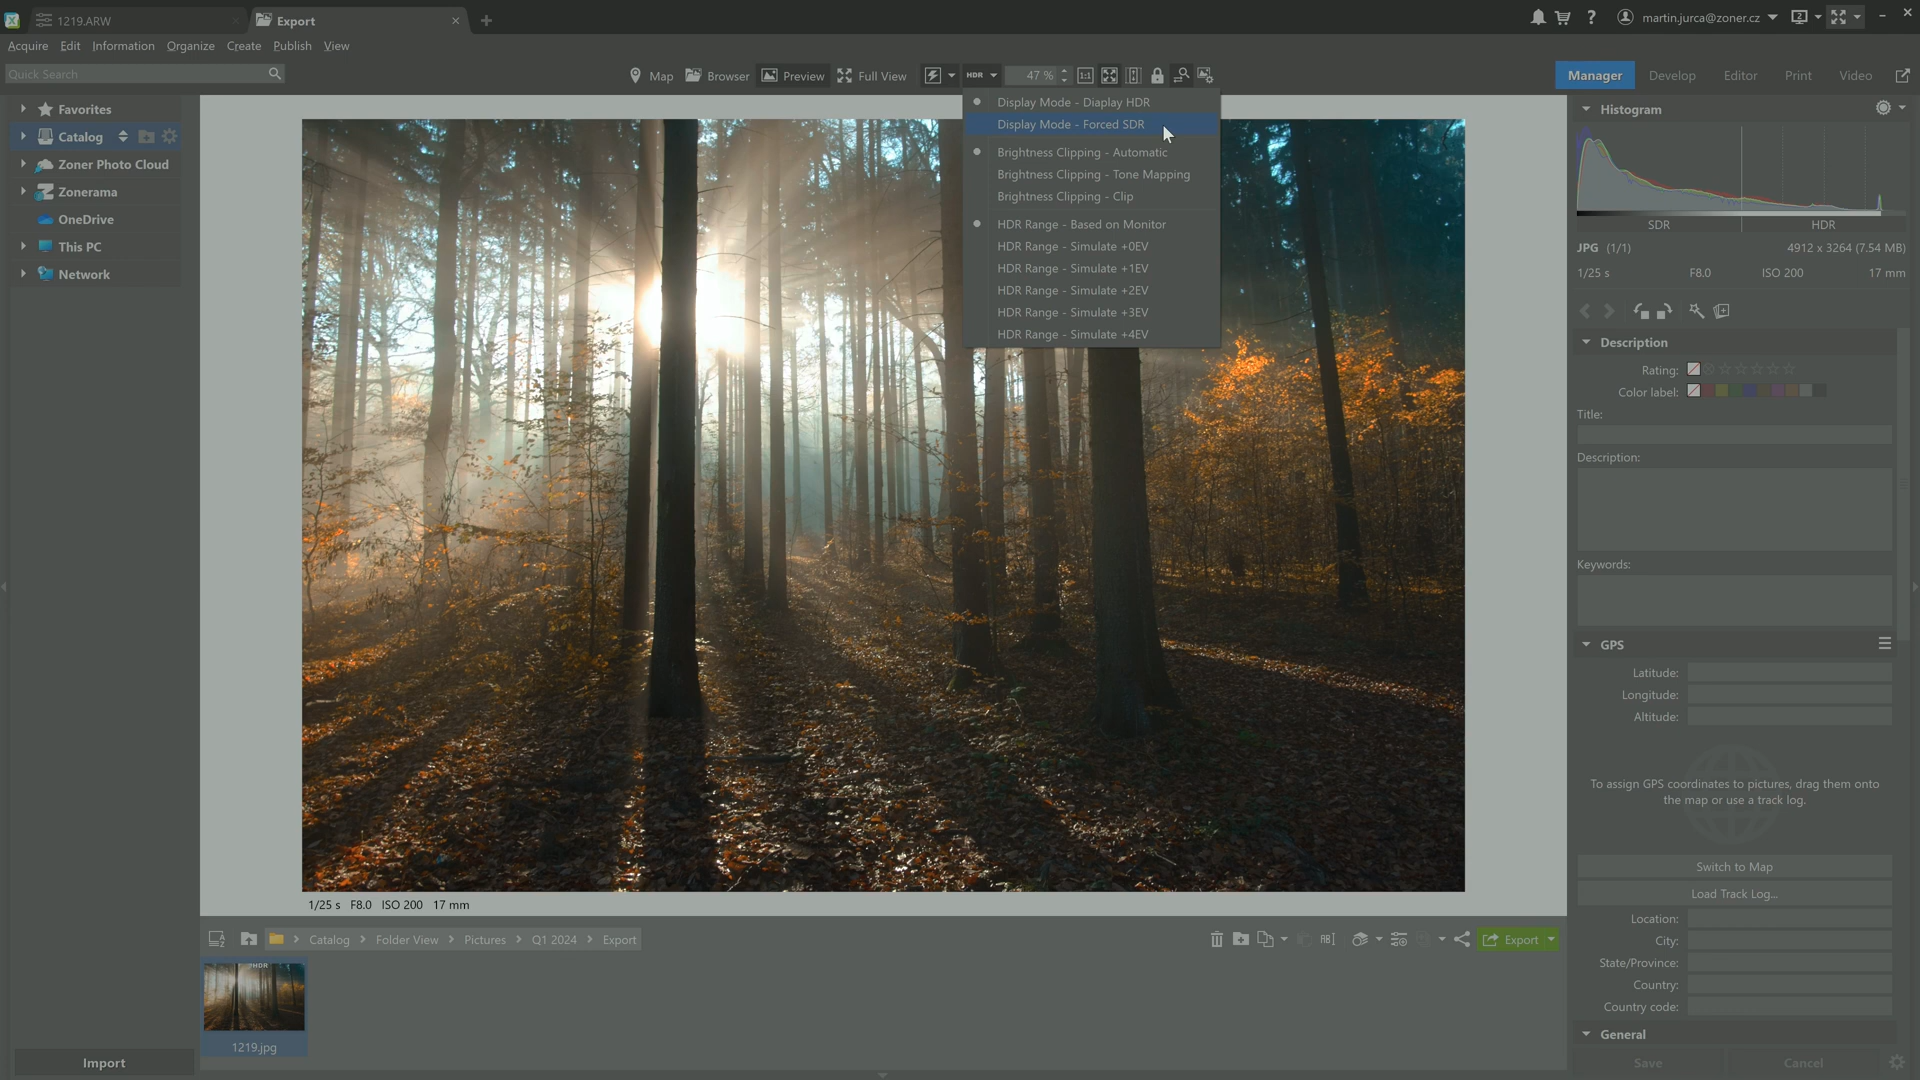 1219.ARW
Export
martin.jurca@zoner.cz
2
Acquire Edit Information Organize Create Publish View
Quick Search
Map Browser Preview Full View HDR 47 % 1:1
Manager Develop Editor Print Video
Favorites
Catalog
Zoner Photo Cloud
Zonerama
OneDrive
This PC
Network
Display Mode - Diaplay HDR
Display Mode - Forced SDR
Brightness Clipping - Automatic
Brightness Clipping - Tone Mapping
Brightness Clipping - Clip
HDR Range - Based on Monitor
HDR Range - Simulate +0EV
HDR Range - Simulate +1EV
HDR Range - Simulate +2EV
HDR Range - Simulate +3EV
HDR Range - Simulate +4EV
Histogram
SDR HDR
JPG (1/1) 4912 x 3264 (7.54 MB)
1/25 s F8.0 ISO 200 17 mm
Description
Rating:
Color label:
Title:
Description:
Keywords:
GPS
Latitude:
Longitude:
Altitude:
To assign GPS coordinates to pictures, drag them onto
the map or use a track log.
Switch to Map
Load Track Log...
Location:
City:
State/Province:
Country:
Country code:
General
Save Cancel
1/25 s F8.0 ISO 200 17 mm
Catalog Folder View Pictures Q1 2024 Export
Export
HDR
1219.jpg
Import